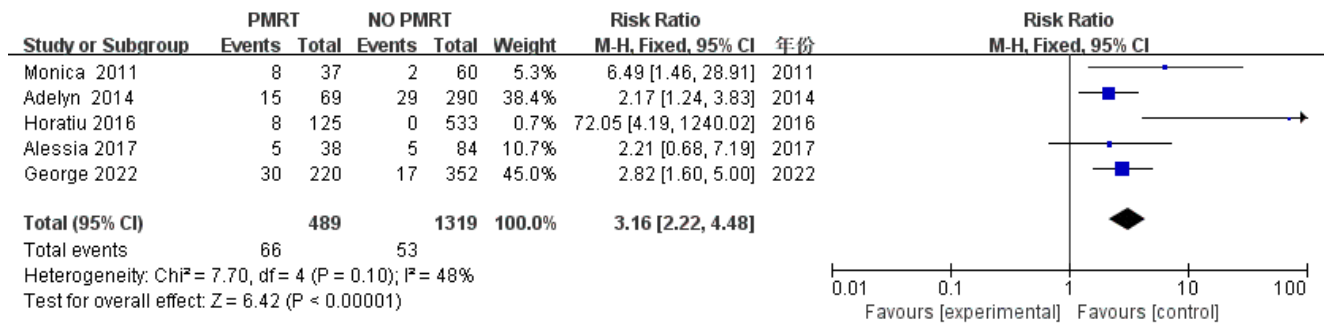 PMRT NO PMRT Risk Ratio Risk Ratio
Study or Subgroup Events Total Events Total Weight M-H, Fixed, 95% CI 年份 M-H, Fixed, 95% CI
Monica 2011 8 37 2 60 5.3% 6.49 [1.46, 28.91] 2011
Adelyn 2014 15 69 29 290 38.4% 2.17 [1.24, 3.83] 2014
Horatiu 2016 8 125 0 533 0.7% 72.05 [4.19, 1240.02] 2016
Alessia 2017 5 38 5 84 10.7% 2.21 [0.68, 7.19] 2017
George 2022 30 220 17 352 45.0% 2.82 [1.60, 5.00] 2022
Total (95% CI) 489 1319 100.0% 3.16 [2.22, 4.48]
Total events 66 53
Heterogeneity: Chi² = 7.70, df = 4 (P = 0.10); I² = 48%
Test for overall effect: Z = 6.42 (P < 0.00001)
0.01 0.1 1 10 100
Favours [experimental] Favours [control]